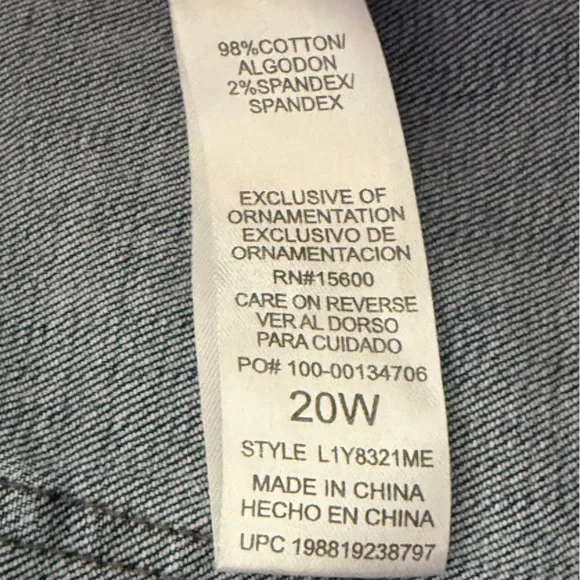 98%COTTON/
ALGODON
2%SPANDEX/
SPANDEX
EXCLUSIVE OF
ORNAMENTATION
EXCLUSIVO DE
ORNAMENTACION
RN#15600
CARE ON REVERSE
VER AL DORSO
PARA CUIDADO
PO# 100-00134706
20W
STYLE L1Y8321ME
MADE IN CHINA
HECHO EN CHINA
UPC 198819238797